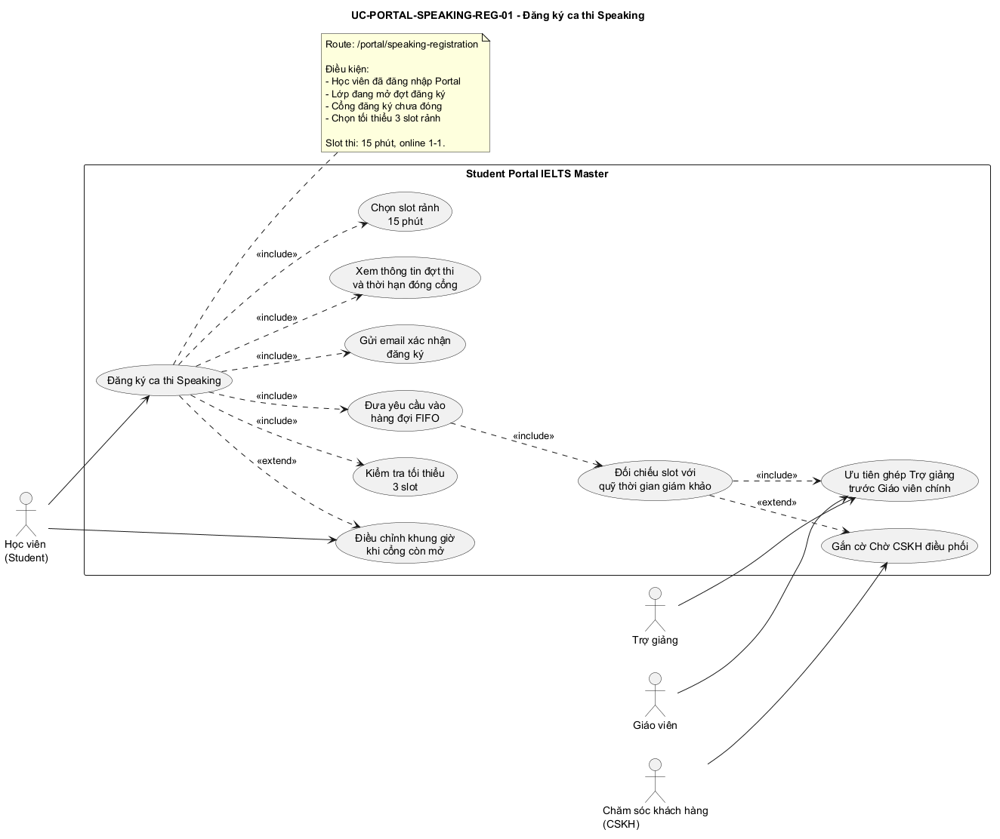 UC-PORTAL-SPEAKING-REG-01 - Đăng ký ca thi Speaking
Route: /portal/speaking-registration
Điều kiện:
- Học viên đã đăng nhập Portal
- Lớp đang mở đợt đăng ký
- Cổng đăng ký chưa đóng
- Chọn tối thiểu 3 slot rảnh
Slot thi: 15 phút, online 1-1.
Student Portal IELTS Master
Chọn slot rảnh
15 phút
«include»
Xem thông tin đợt thi
và thời hạn đóng cổng
«include»
Gửi email xác nhận
đăng ký
«include»
Đăng ký ca thi Speaking
«include»
Đưa yêu cầu vào
hàng đợi FIFO
«include»
«include»
Kiểm tra tối thiểu
3 slot
«extend»
Đối chiếu slot với
quỹ thời gian giám khảo
«include»
Ưu tiên ghép Trợ giảng
trước Giáo viên chính
«extend»
Gắn cờ Chờ CSKH điều phối
Điều chỉnh khung giờ
khi cổng còn mở
Học viên
(Student)
Trợ giảng
Giáo viên
Chăm sóc khách hàng
(CSKH)